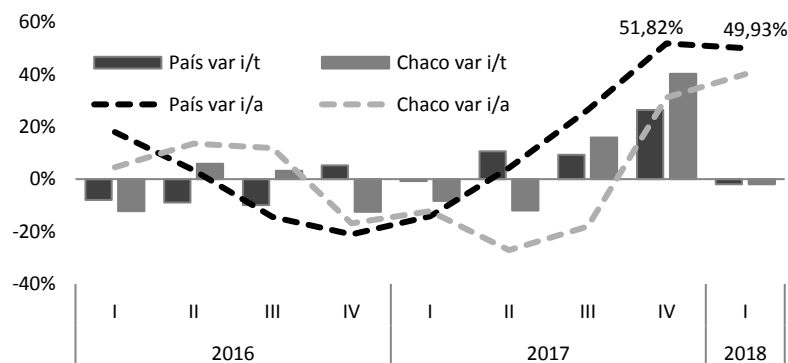 60%
51,82% 49,93%
País var i/t Chaco var i/t
40%
País var i/a Chaco var i/a
20%
0%
-20%
-40%
I II III IV I II III IV I
2016 2017 2018